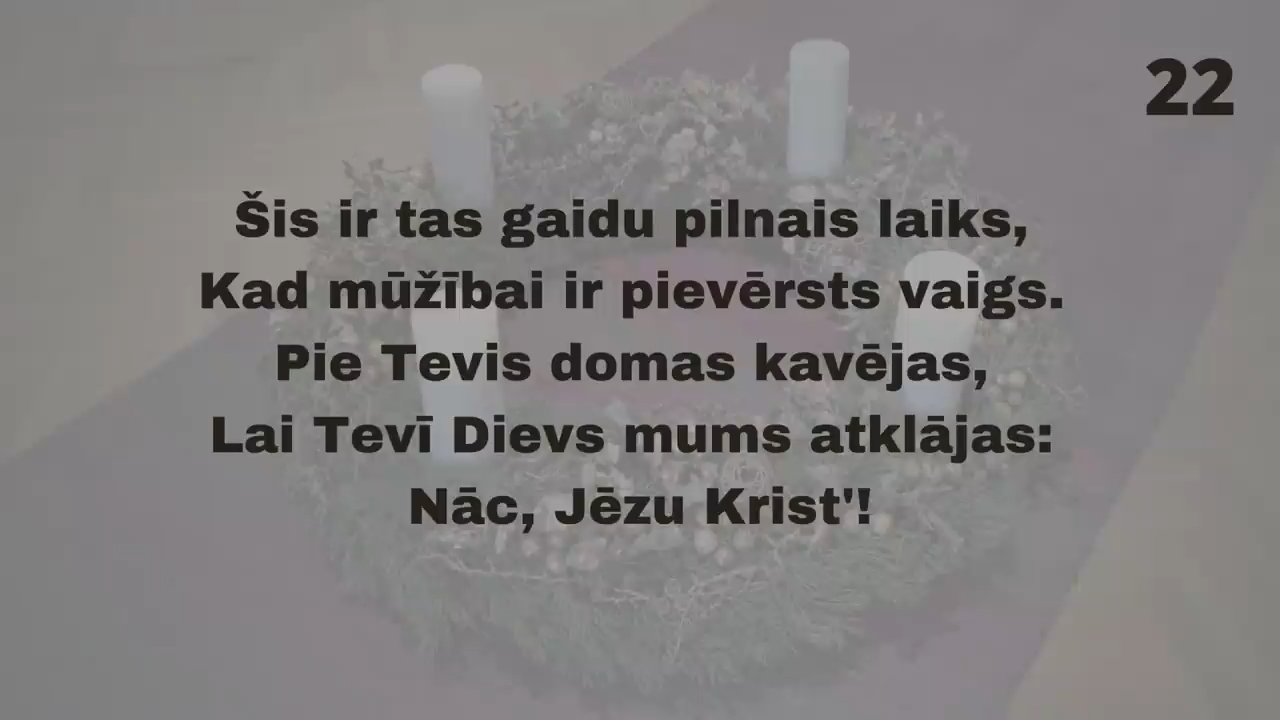 22
Šis ir tas gaidu pilnais laiks,
Kad mūžībai ir pievērsts vaigs.
Pie Tevis domas kavējas,
Lai Tevī Dievs mums atklājas:
Nāc, Jēzu Krist'!